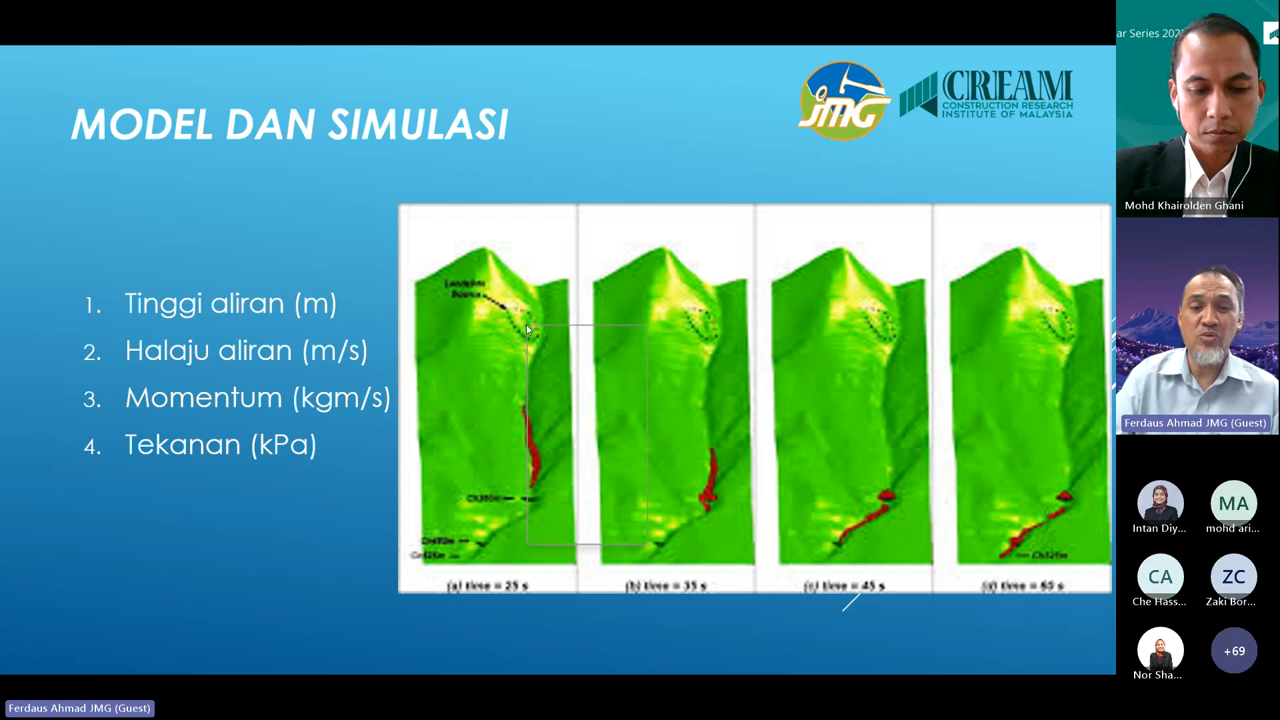 MODEL DAN SIMULASI
JMG
CREAM
CONSTRUCTION RESEARCH
INSTITUTE OF MALAYSIA
1. Tinggi aliran (m)
2. Halaju aliran (m/s)
3. Momentum (kgm/s)
4. Tekanan (kPa)
Landslide
Source
(a) time = 25 s
(b) time = 35 s
(c) time = 45 s
(d) time = 60 s
ar Series 202
Mohd Khairolden Ghani
Ferdaus Ahmad JMG (Guest)
MA
Intan Diy...
mohd ari...
CA
ZC
Che Hass...
Zaki Bor...
+69
Nor Sha...
Ferdaus Ahmad JMG (Guest)